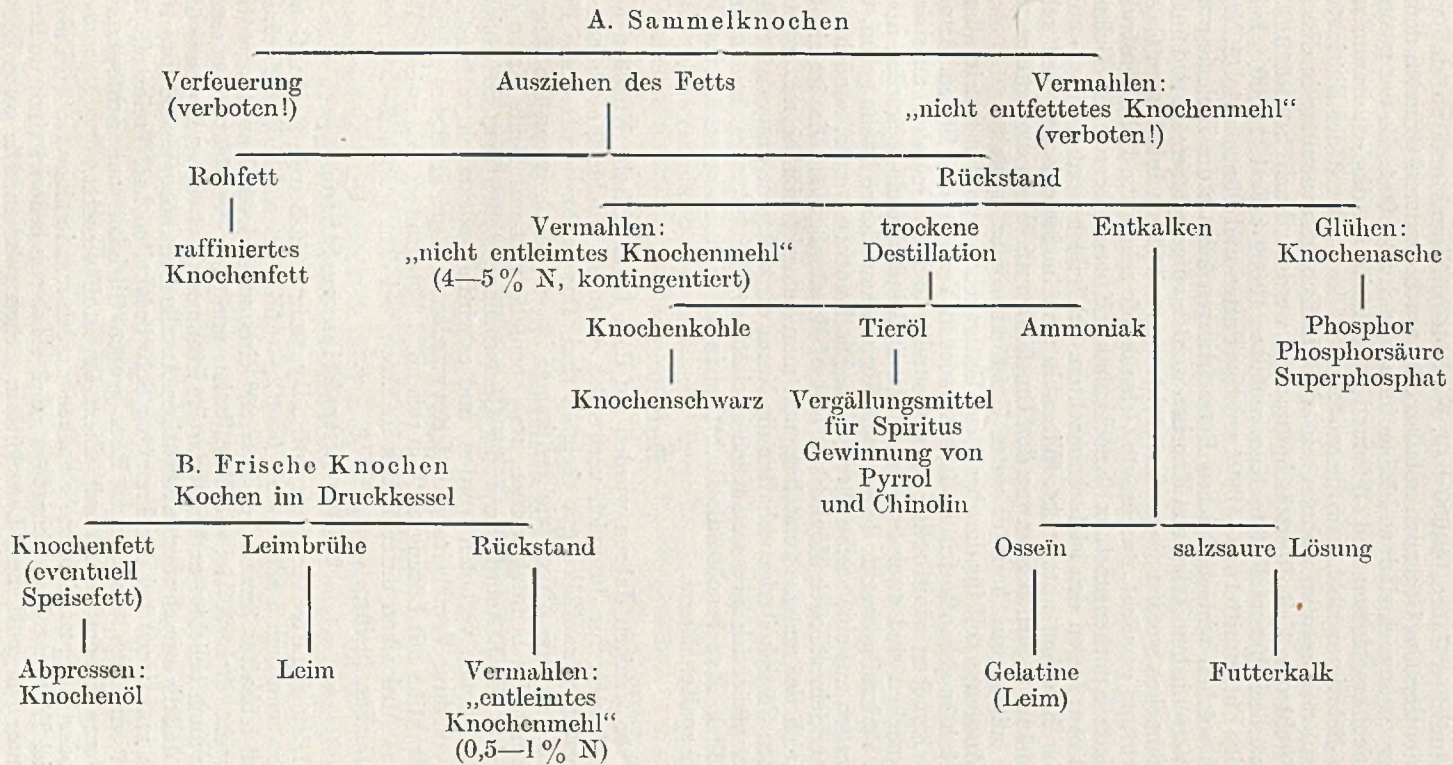 A. Sammelknochen
Verfeuerung
(verboten!)
Ausziehen des Fetts
Vermahlen:
„nicht entfettetes Knochenmehl“
(verboten!)
Rohfett
Rückstand
raffiniertes
Knochenfett
Vermahlen:
„nicht entleimtes Knochenmehl“
(4—5% N, kontingentiert)
trockene
Destillation
Entkalken
Glühen:
Knochenasche
Knochenkohle
Tieröl
Ammoniak
Phosphor
Phosphorsäure
Superphosphat
Knochenschwarz
Vergällungsmittel
für Spiritus
Gewinnung von
Pyrrol
und Chinolin
B. Frische Knochen
Kochen im Druckkessel
Knochenfett
(eventuell
Speisefett)
Leimbrühe
Rückstand
Osseïn
salzsaure Lösung
Abpressen:
Knochenöl
Leim
Vermahlen:
„entleimtes
Knochenmehl“
(0,5—1% N)
Gelatine
(Leim)
Futterkalk